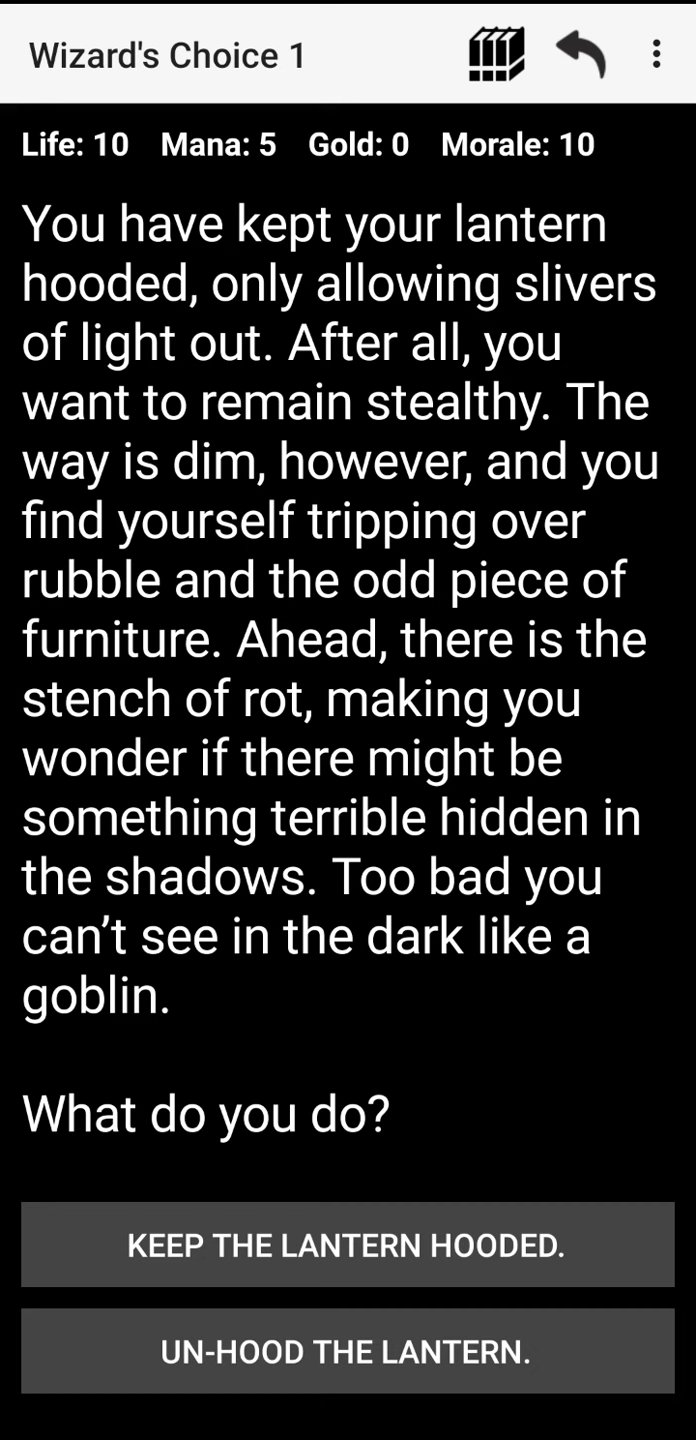 Wizard's Choice 1
Life: 10 Mana: 5 Gold: 0 Morale: 10
You have kept your lantern
hooded, only allowing slivers
of light out. After all, you
want to remain stealthy. The
way is dim, however, and you
find yourself tripping over
rubble and the odd piece of
furniture. Ahead, there is the
stench of rot, making you
wonder if there might be
something terrible hidden in
the shadows. Too bad you
can’t see in the dark like a
goblin.
What do you do?
KEEP THE LANTERN HOODED.
UN-HOOD THE LANTERN.